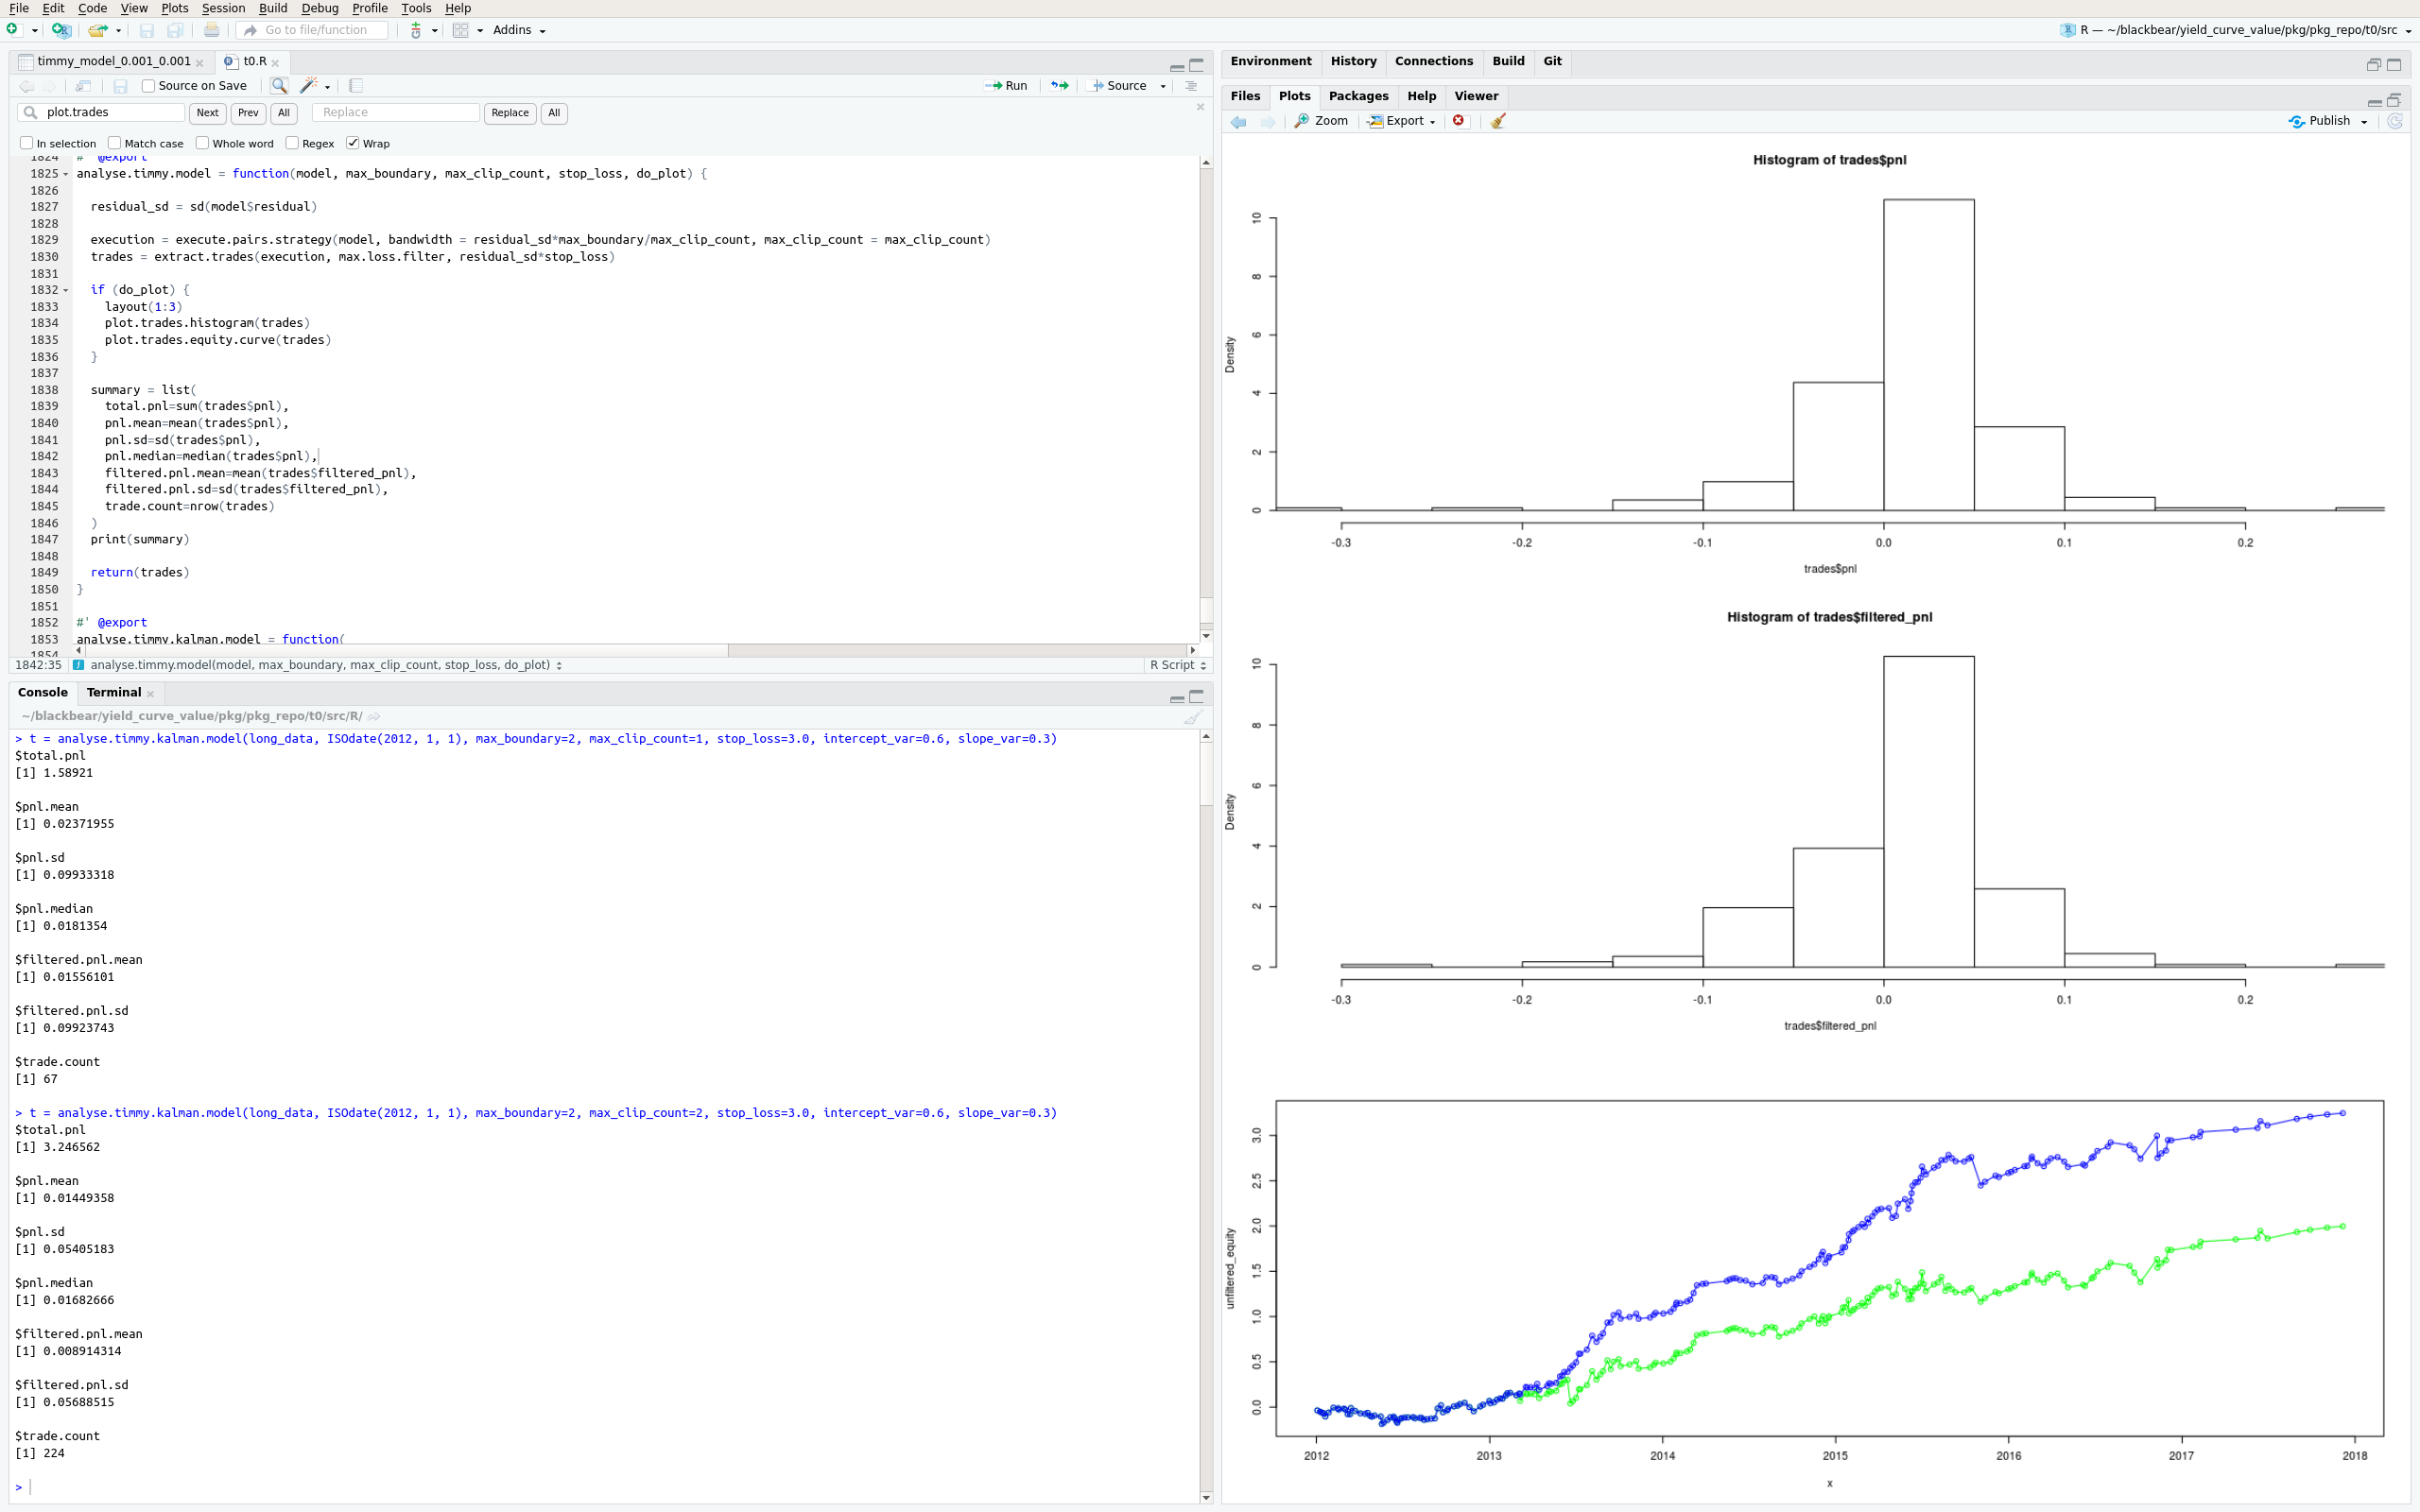 File Edit Code View Plots Session Build Debug Profile Tools Help
Go to file/function Addins R — ~/blackbear/yield_curve_value/pkg/pkg_repo/t0/src
timmy_model_0.001_0.001 t0.R
Source on Save Run Source
plot.trades Next Prev All Replace Replace All
In selection Match case Whole word Regex Wrap
1824 #' @export
1825 analyse.timmy.model = function(model, max_boundary, max_clip_count, stop_loss, do_plot) {
1826
1827 residual_sd = sd(model$residual)
1828
1829 execution = execute.pairs.strategy(model, bandwidth = residual_sd*max_boundary/max_clip_count, max_clip_count = max_clip_count)
1830 trades = extract.trades(execution, max.loss.filter, residual_sd*stop_loss)
1831
1832 if (do_plot) {
1833 layout(1:3)
1834 plot.trades.histogram(trades)
1835 plot.trades.equity.curve(trades)
1836 }
1837
1838 summary = list(
1839 total.pnl=sum(trades$pnl),
1840 pnl.mean=mean(trades$pnl),
1841 pnl.sd=sd(trades$pnl),
1842 pnl.median=median(trades$pnl),
1843 filtered.pnl.mean=mean(trades$filtered_pnl),
1844 filtered.pnl.sd=sd(trades$filtered_pnl),
1845 trade.count=nrow(trades)
1846 )
1847 print(summary)
1848
1849 return(trades)
1850 }
1851
1852 #' @export
1853 analyse.timmy.kalman.model = function(
1854
1842:35 analyse.timmy.model(model, max_boundary, max_clip_count, stop_loss, do_plot) R Script
Console Terminal
~/blackbear/yield_curve_value/pkg/pkg_repo/t0/src/R/
> t = analyse.timmy.kalman.model(long_data, ISOdate(2012, 1, 1), max_boundary=2, max_clip_count=1, stop_loss=3.0, intercept_var=0.6, slope_var=0.3)
$total.pnl
[1] 1.58921
$pnl.mean
[1] 0.02371955
$pnl.sd
[1] 0.09933318
$pnl.median
[1] 0.0181354
$filtered.pnl.mean
[1] 0.01556101
$filtered.pnl.sd
[1] 0.09923743
$trade.count
[1] 67
> t = analyse.timmy.kalman.model(long_data, ISOdate(2012, 1, 1), max_boundary=2, max_clip_count=2, stop_loss=3.0, intercept_var=0.6, slope_var=0.3)
$total.pnl
[1] 3.246562
$pnl.mean
[1] 0.01449358
$pnl.sd
[1] 0.05405183
$pnl.median
[1] 0.01682666
$filtered.pnl.mean
[1] 0.008914314
$filtered.pnl.sd
[1] 0.05688515
$trade.count
[1] 224
>
Environment History Connections Build Git
Files Plots Packages Help Viewer
Zoom Export Publish
Histogram of trades$pnl
Density
10
8
6
4
2
0
-0.3 -0.2 -0.1 0.0 0.1 0.2
trades$pnl
Histogram of trades$filtered_pnl
Density
10
8
6
4
2
0
-0.3 -0.2 -0.1 0.0 0.1 0.2
trades$filtered_pnl
unfiltered_equity
3.0
2.5
2.0
1.5
1.0
0.5
0.0
2012 2013 2014 2015 2016 2017 2018
x